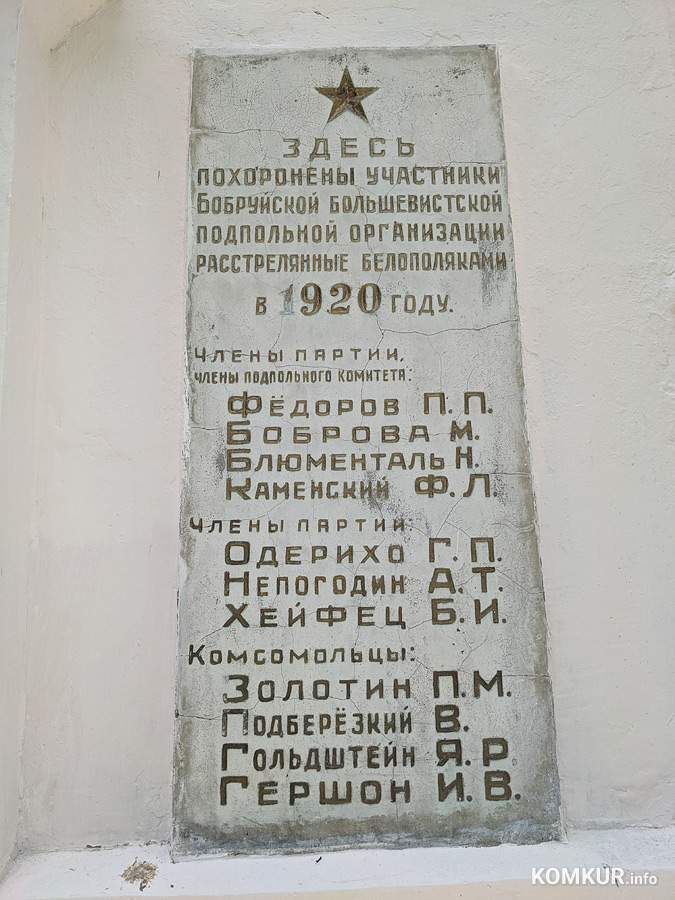 ЗДЕСЬ
ПОХОРОНЕНЫ УЧАСТНИКИ
БОБРУЙСКОЙ БОЛЬШЕВИСТСКОЙ
ПОДПОЛЬНОЙ ОРГАНИЗАЦИИ
РАССТРЕЛЯННЫЕ БЕЛОПОЛЯКАМИ
В 1920 ГОДУ.
ЧЛЕНЫ ПАРТИИ,
ЧЛЕНЫ ПОДПОЛЬНОГО КОМИТЕТА:
ФЁДОРОВ П. П.
БОБРОВА М.
БЛЮМЕНТАЛЬ Н.
КАМЕНСКИЙ Ф. Л.
ЧЛЕНЫ ПАРТИИ:
ОДЕРИХО Г. П.
НЕПОГОДИН А. Т.
ХЕЙФЕЦ Б. И.
КОМСОМОЛЬЦЫ:
ЗОЛОТИН П. М.
ПОДБЕРЁЗКИЙ В.
ГОЛЬДШТЕЙН Я. Р
ГЕРШОН И. В.
KOMKUR.info